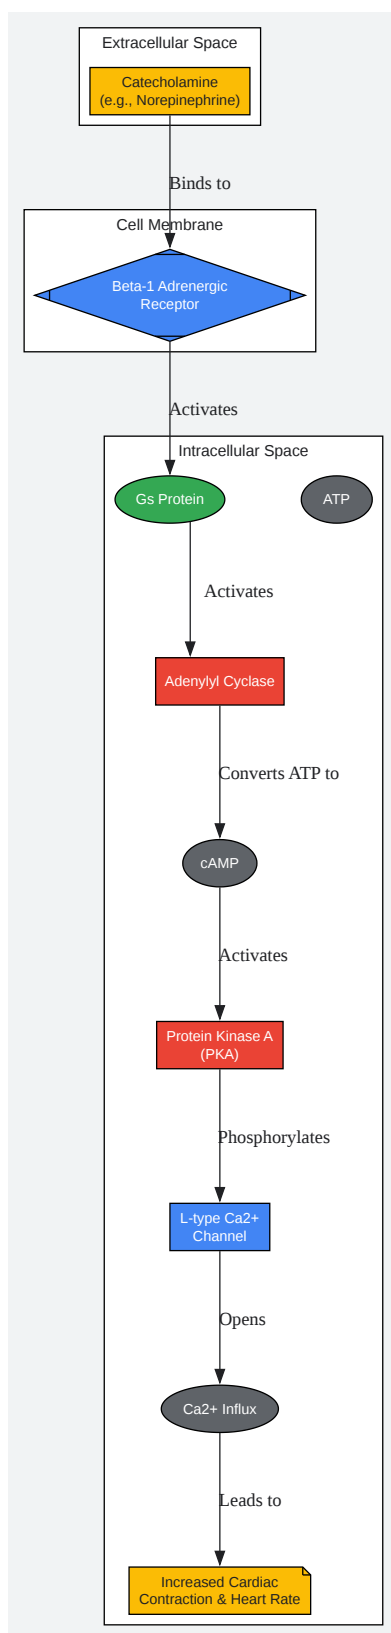 Extracellular Space
Catecholamine
(e.g., Norepinephrine)
Binds to
Cell Membrane
Beta-1 Adrenergic
Receptor
Activates
Intracellular Space
Gs Protein
ATP
Activates
Adenylyl Cyclase
Converts ATP to
cAMP
Activates
Protein Kinase A
(PKA)
Phosphorylates
L-type Ca2+
Channel
Opens
Ca2+ Influx
Leads to
Increased Cardiac
Contraction & Heart Rate